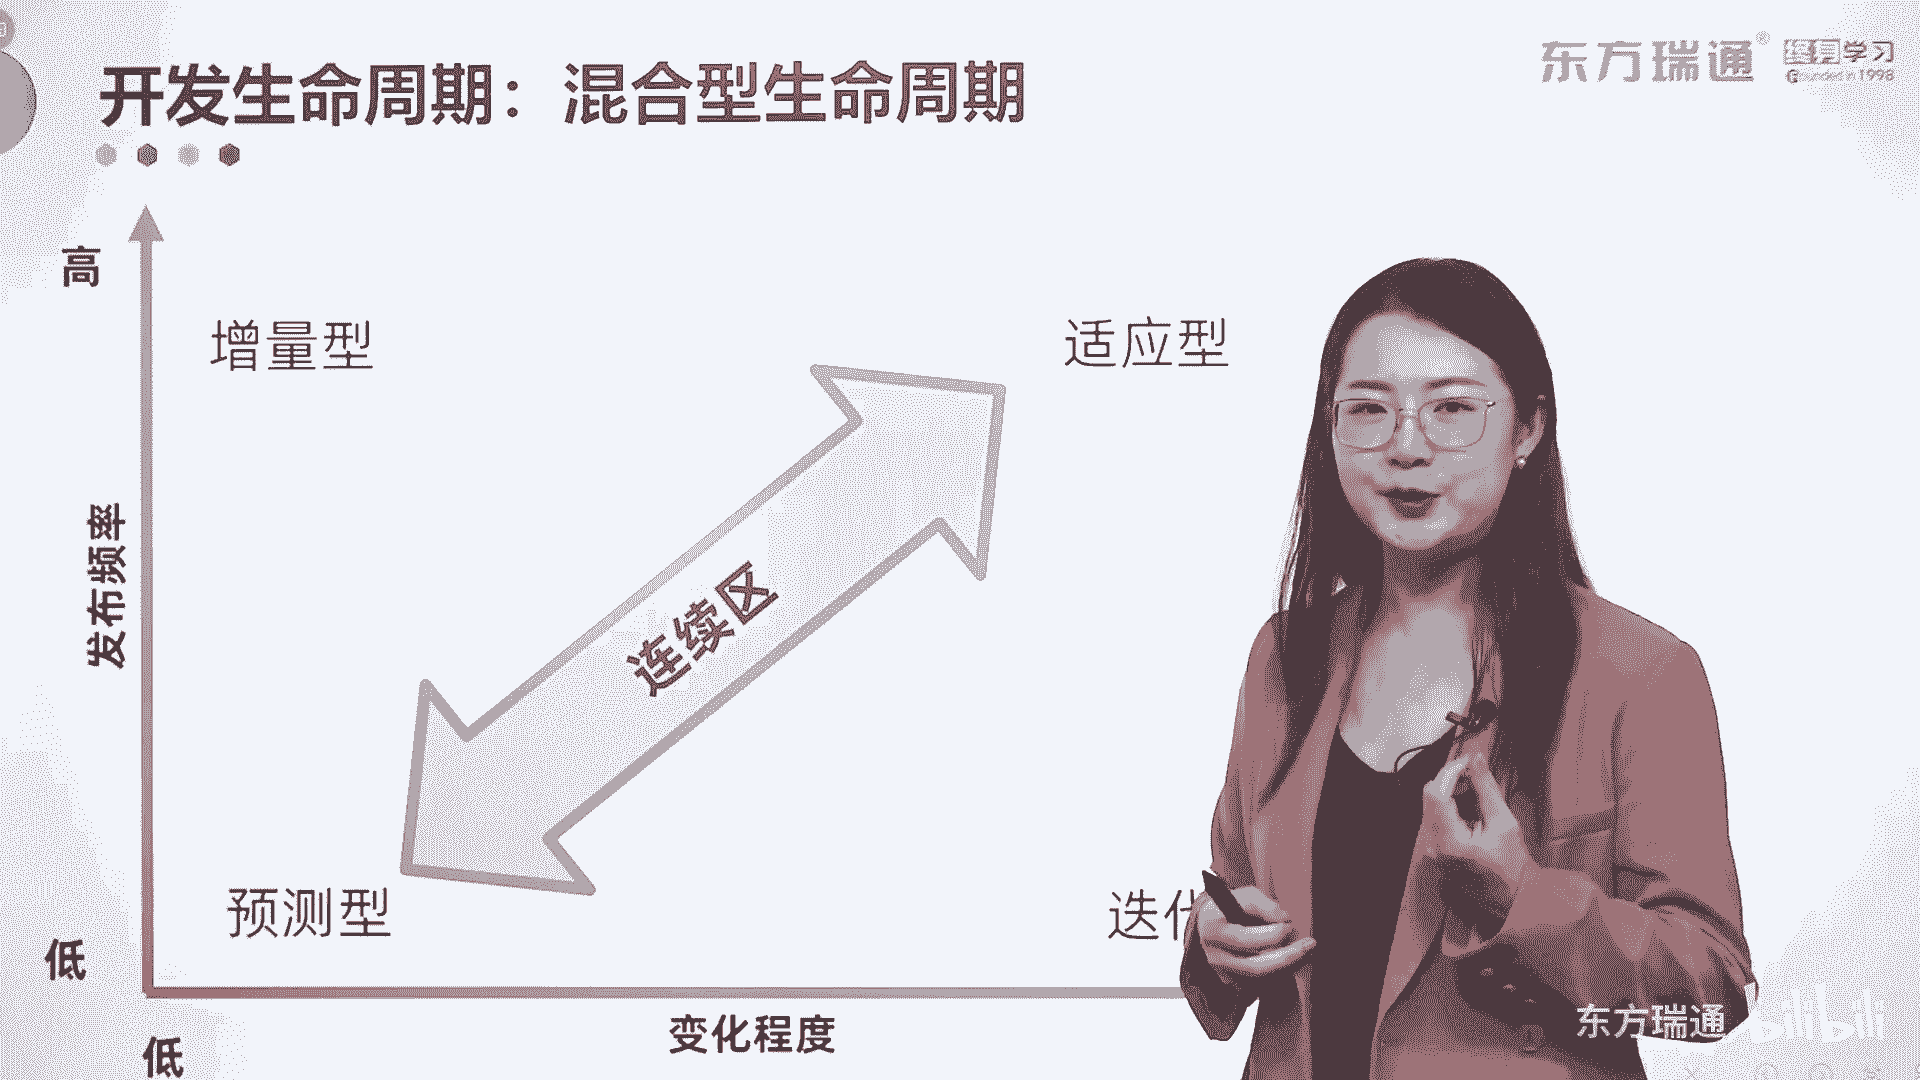 开发生命周期：混合型生命周期
东方瑞通®
终身学习
Founded in 1998
高
增量型
适应型
发布频率
连续区
预测型
迭代
低
变化程度
低
东方瑞通
bilibili